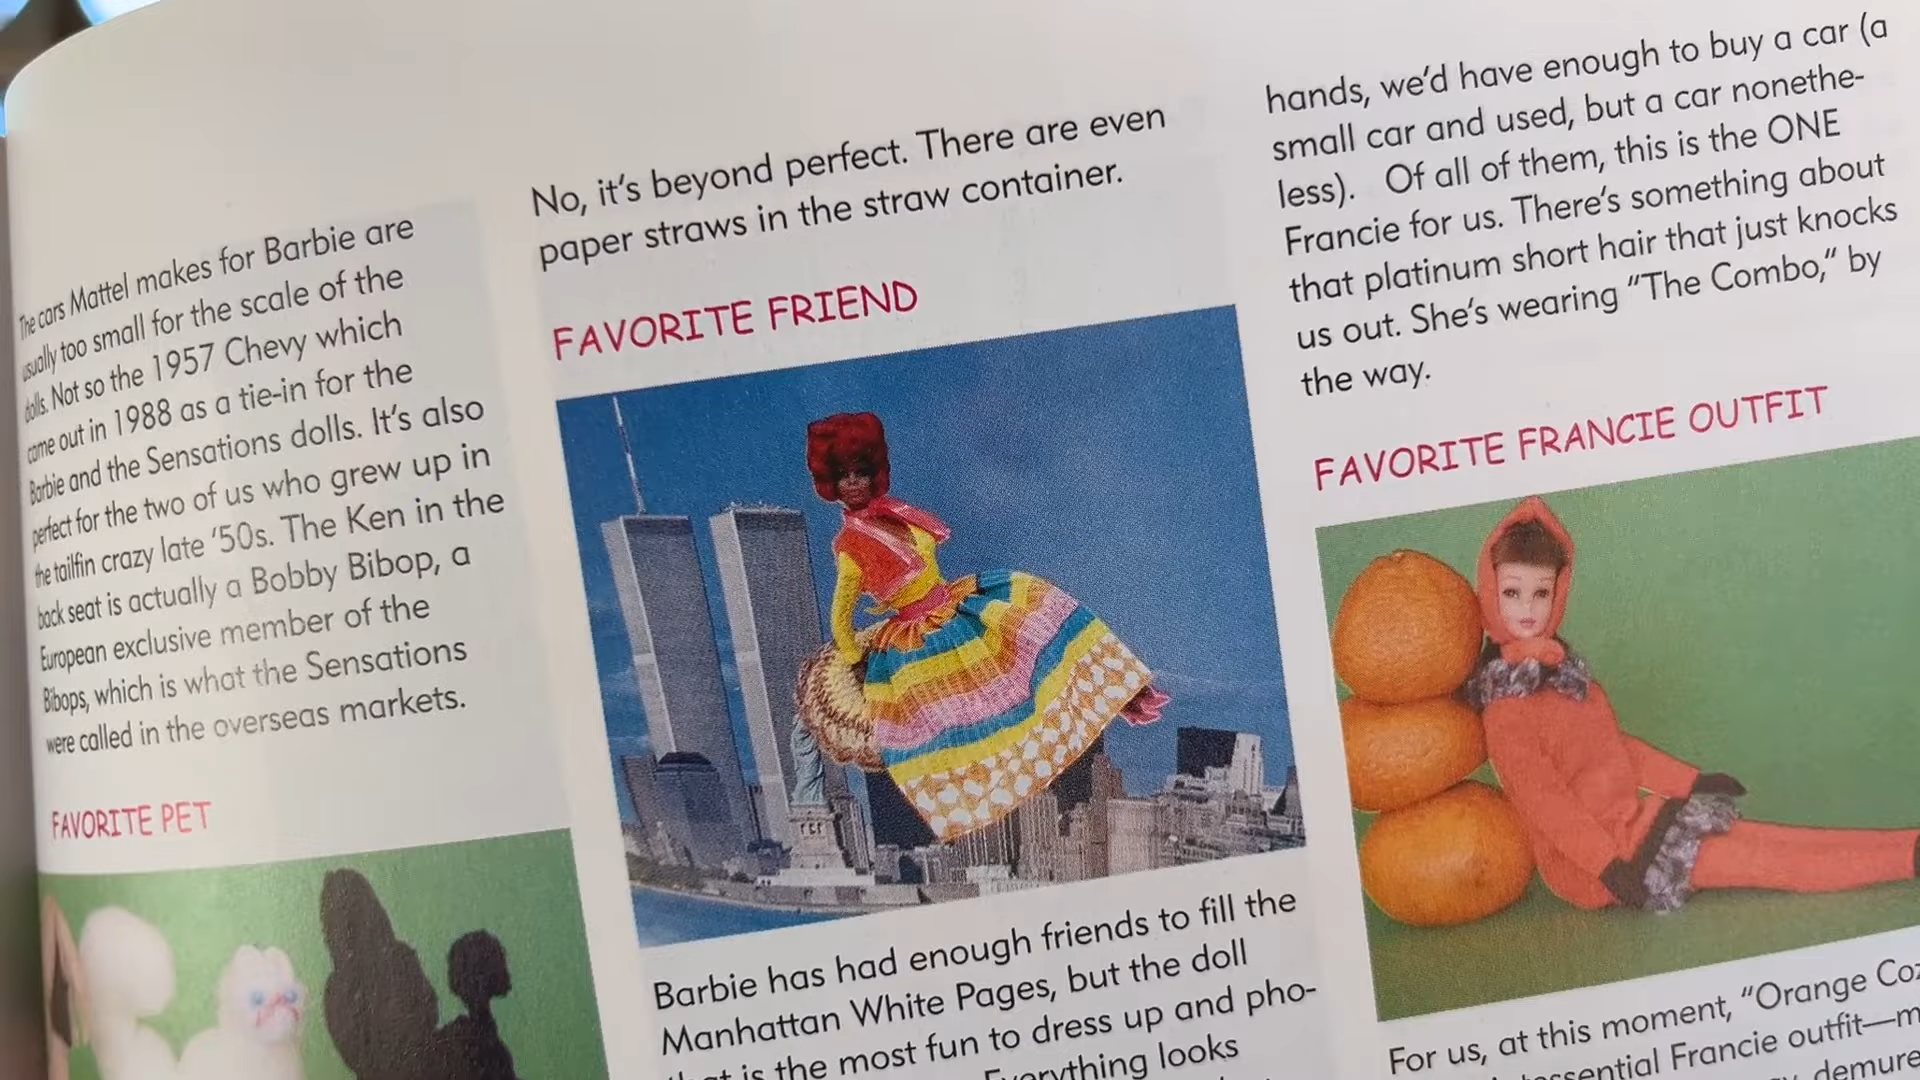 The cars Mattel makes for Barbie are
usually too small for the scale of the
dolls. Not so the 1957 Chevy which
came out in 1988 as a tie-in for the
Barbie and the Sensations dolls. It's also
perfect for the two of us who grew up in
the tailfin crazy late '50s. The Ken in the
back seat is actually a Bobby Bibop, a
European exclusive member of the
Bibops, which is what the Sensations
were called in the overseas markets.
FAVORITE PET
No, it's beyond perfect. There are even
paper straws in the straw container.
FAVORITE FRIEND
Barbie has had enough friends to fill the
Manhattan White Pages, but the doll
that is the most fun to dress up and pho-
Everything looks
hands, we'd have enough to buy a car (a
small car and used, but a car nonethe-
less). Of all of them, this is the ONE
Francie for us. There's something about
that platinum short hair that just knocks
us out. She's wearing "The Combo," by
the way.
FAVORITE FRANCIE OUTFIT
For us, at this moment, "Orange
Francie outfit—
demure